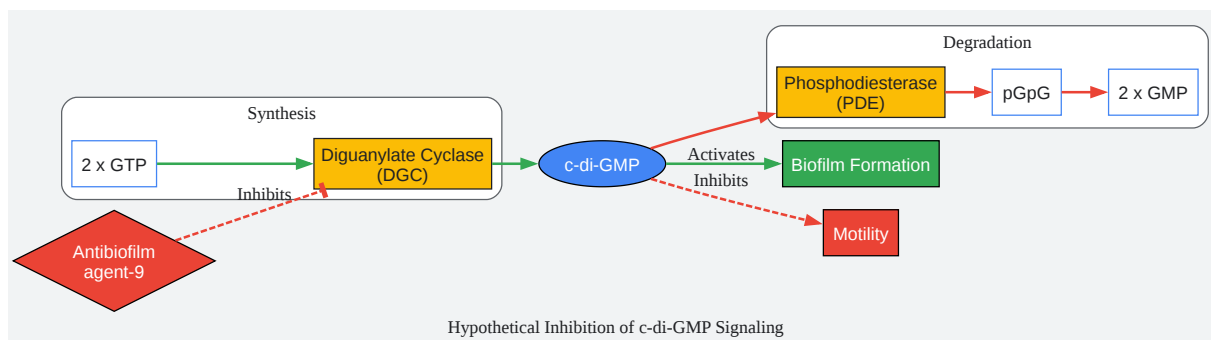 Degradation
Phosphodiesterase
(PDE)
pGpG
2 x GMP
Synthesis
2 x GTP
Diguanylate Cyclase
(DGC)
c-di-GMP
Activates
Biofilm Formation
Inhibits
Inhibits
Motility
Antibiofilm
agent-9
Hypothetical Inhibition of c-di-GMP Signaling